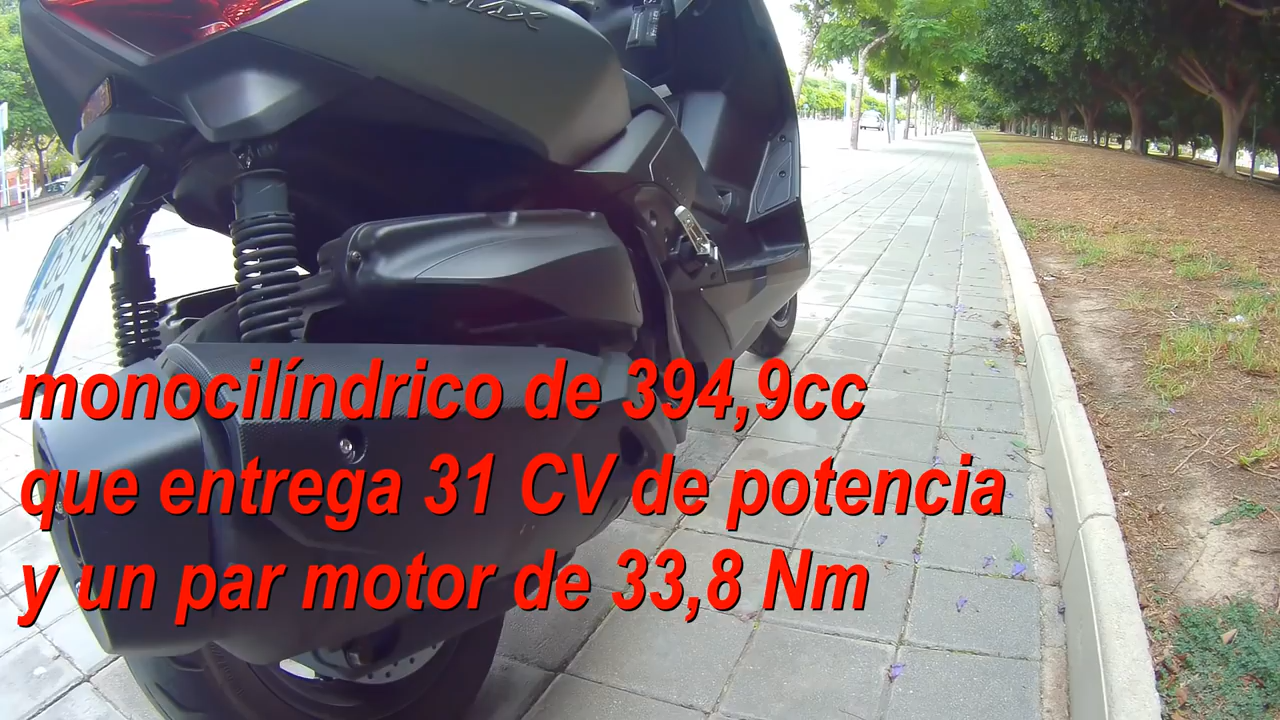 monocilíndrico de 394,9cc
que entrega 31 CV de potencia
y un par motor de 33,8 Nm